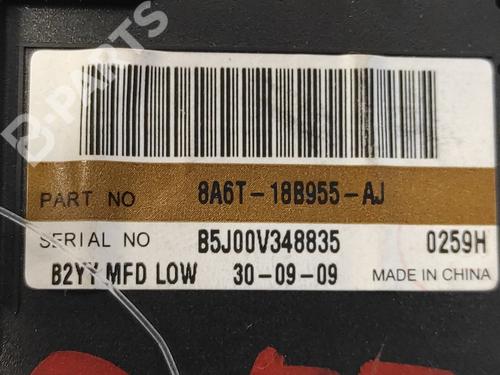 B-PARTS
PART NO 8A6T-18B955-AJ
SERIAL NO B5J00V348835 0259H
B2YY MFD LOW 30-09-09 MADE IN CHINA